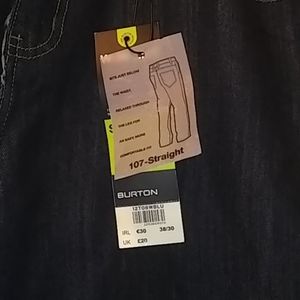 SITS JUST BELOW
THE WAIST,
RELAXED THROUGH
THE LEG FOR
AN EASY, MORE
COMFORTABLE FIT
107-Straight
S
BURTON
12T08WBLU
IRL €30 38/30
UK £20